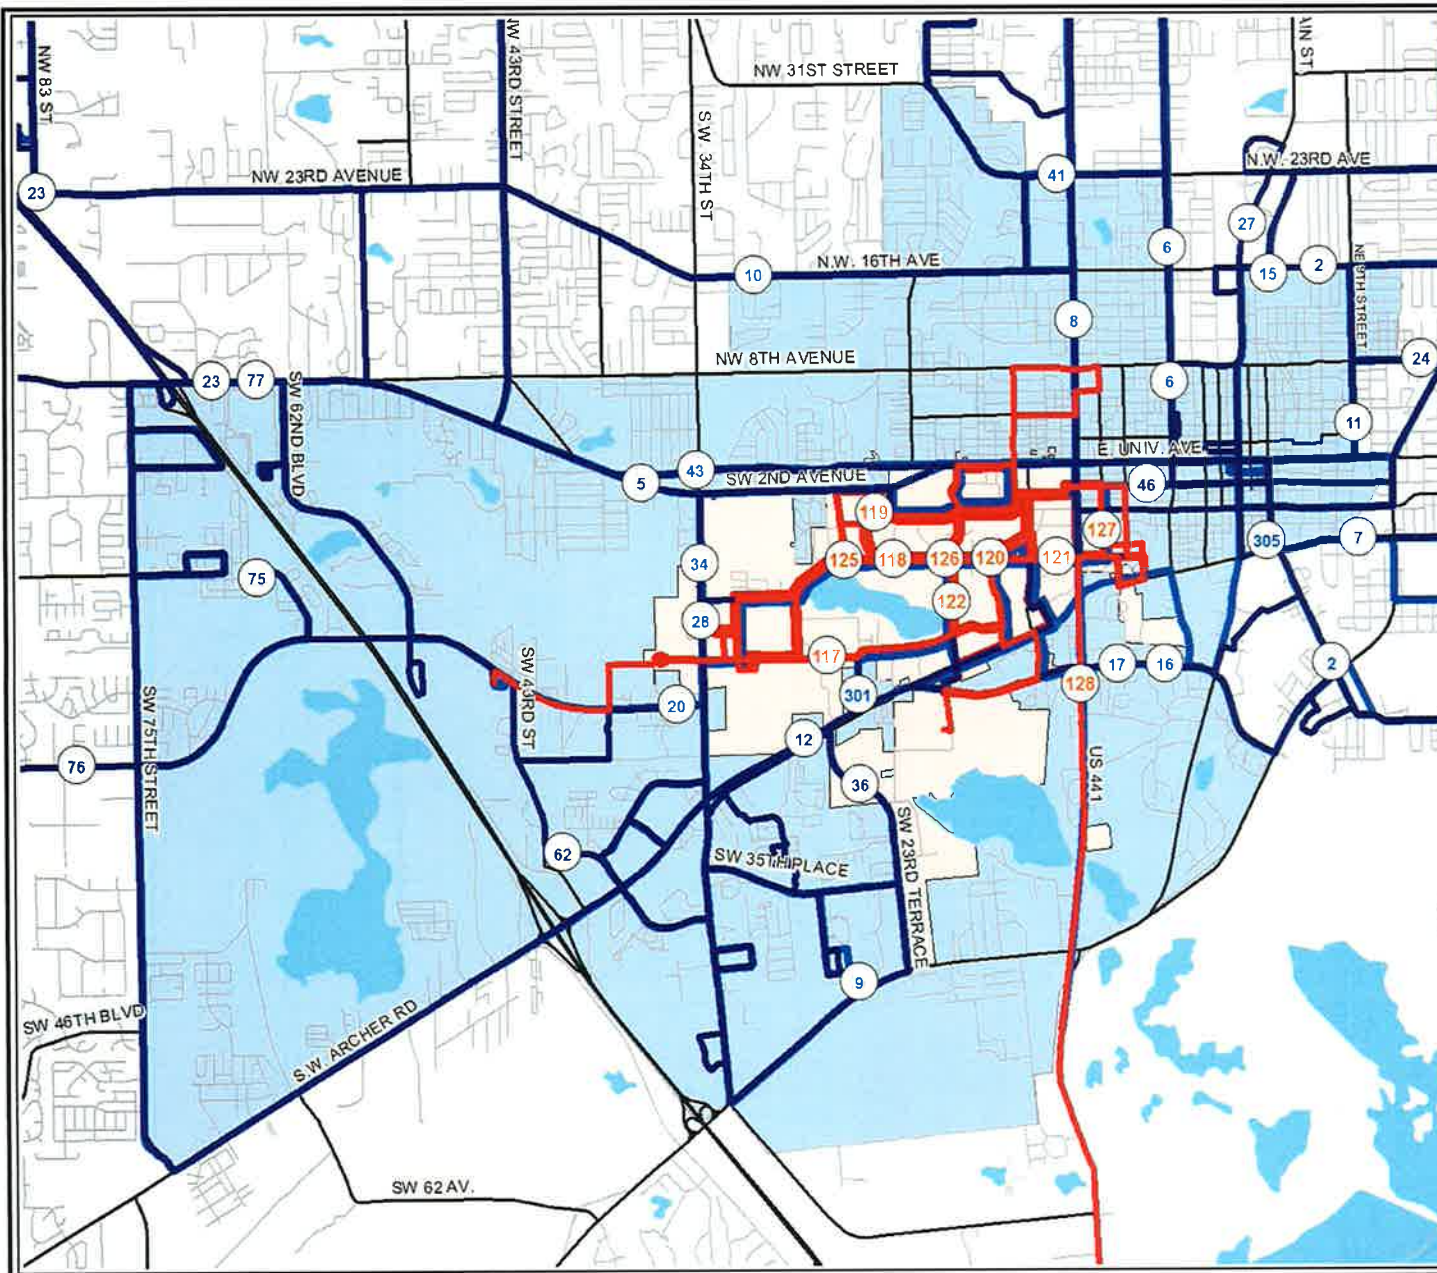 NW 83 ST
NW 43RD STREET
NW 31ST STREET
AIN ST
S.W. 34TH ST
NW 23RD AVENUE
N.W. 23RD AVE
23
41
27
6
10
N.W. 16TH AVE
15
2
NE 9TH STREET
8
NW 8TH AVENUE
24
23
77
6
SW 62ND BLVD
11
E. UNIV. AVE
43
SW 2ND AVENUE
5
46
119
127
305
7
34
125
118
126
120
121
75
122
28
117
SW 43RD ST
17
16
2
128
301
20
SW 75TH STREET
12
76
US 441
36
SW 23RD TERRACE
62
SW 35TH PLACE
9
SW 46TH BLVD
S.W. ARCHER RD
SW 62 AV.